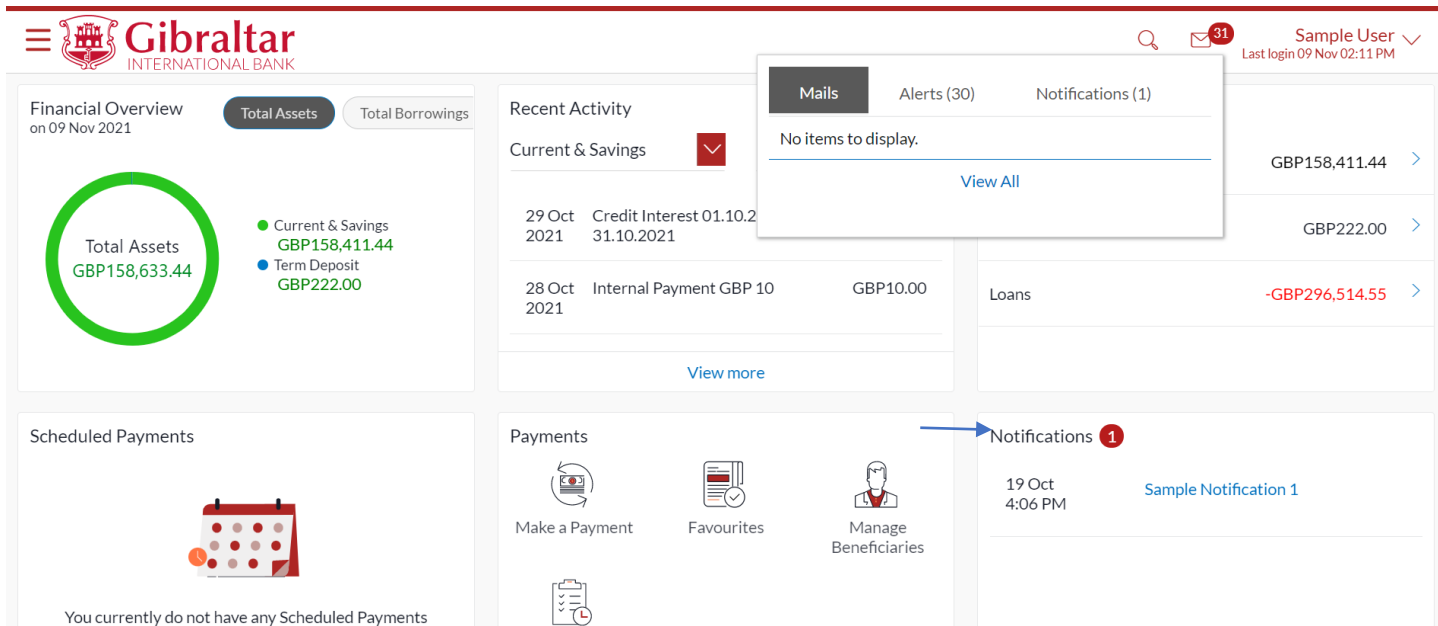 Gibraltar
INTERNATIONAL BANK
31
Sample User
Last login 09 Nov 02:11 PM
Mails
Alerts (30)
Notifications (1)
No items to display.
View All
Financial Overview
on 09 Nov 2021
Total Assets
Total Borrowings
Total Assets
GBP158,633.44
Current & Savings
GBP158,411.44
Term Deposit
GBP222.00
Recent Activity
Current & Savings
29 Oct
2021
Credit Interest 01.10.2
31.10.2021
28 Oct
2021
Internal Payment GBP 10
GBP10.00
View more
GBP158,411.44
GBP222.00
Loans
-GBP296,514.55
Scheduled Payments
You currently do not have any Scheduled Payments
Payments
Make a Payment
Favourites
Manage
Beneficiaries
Notifications 1
19 Oct
4:06 PM
Sample Notification 1